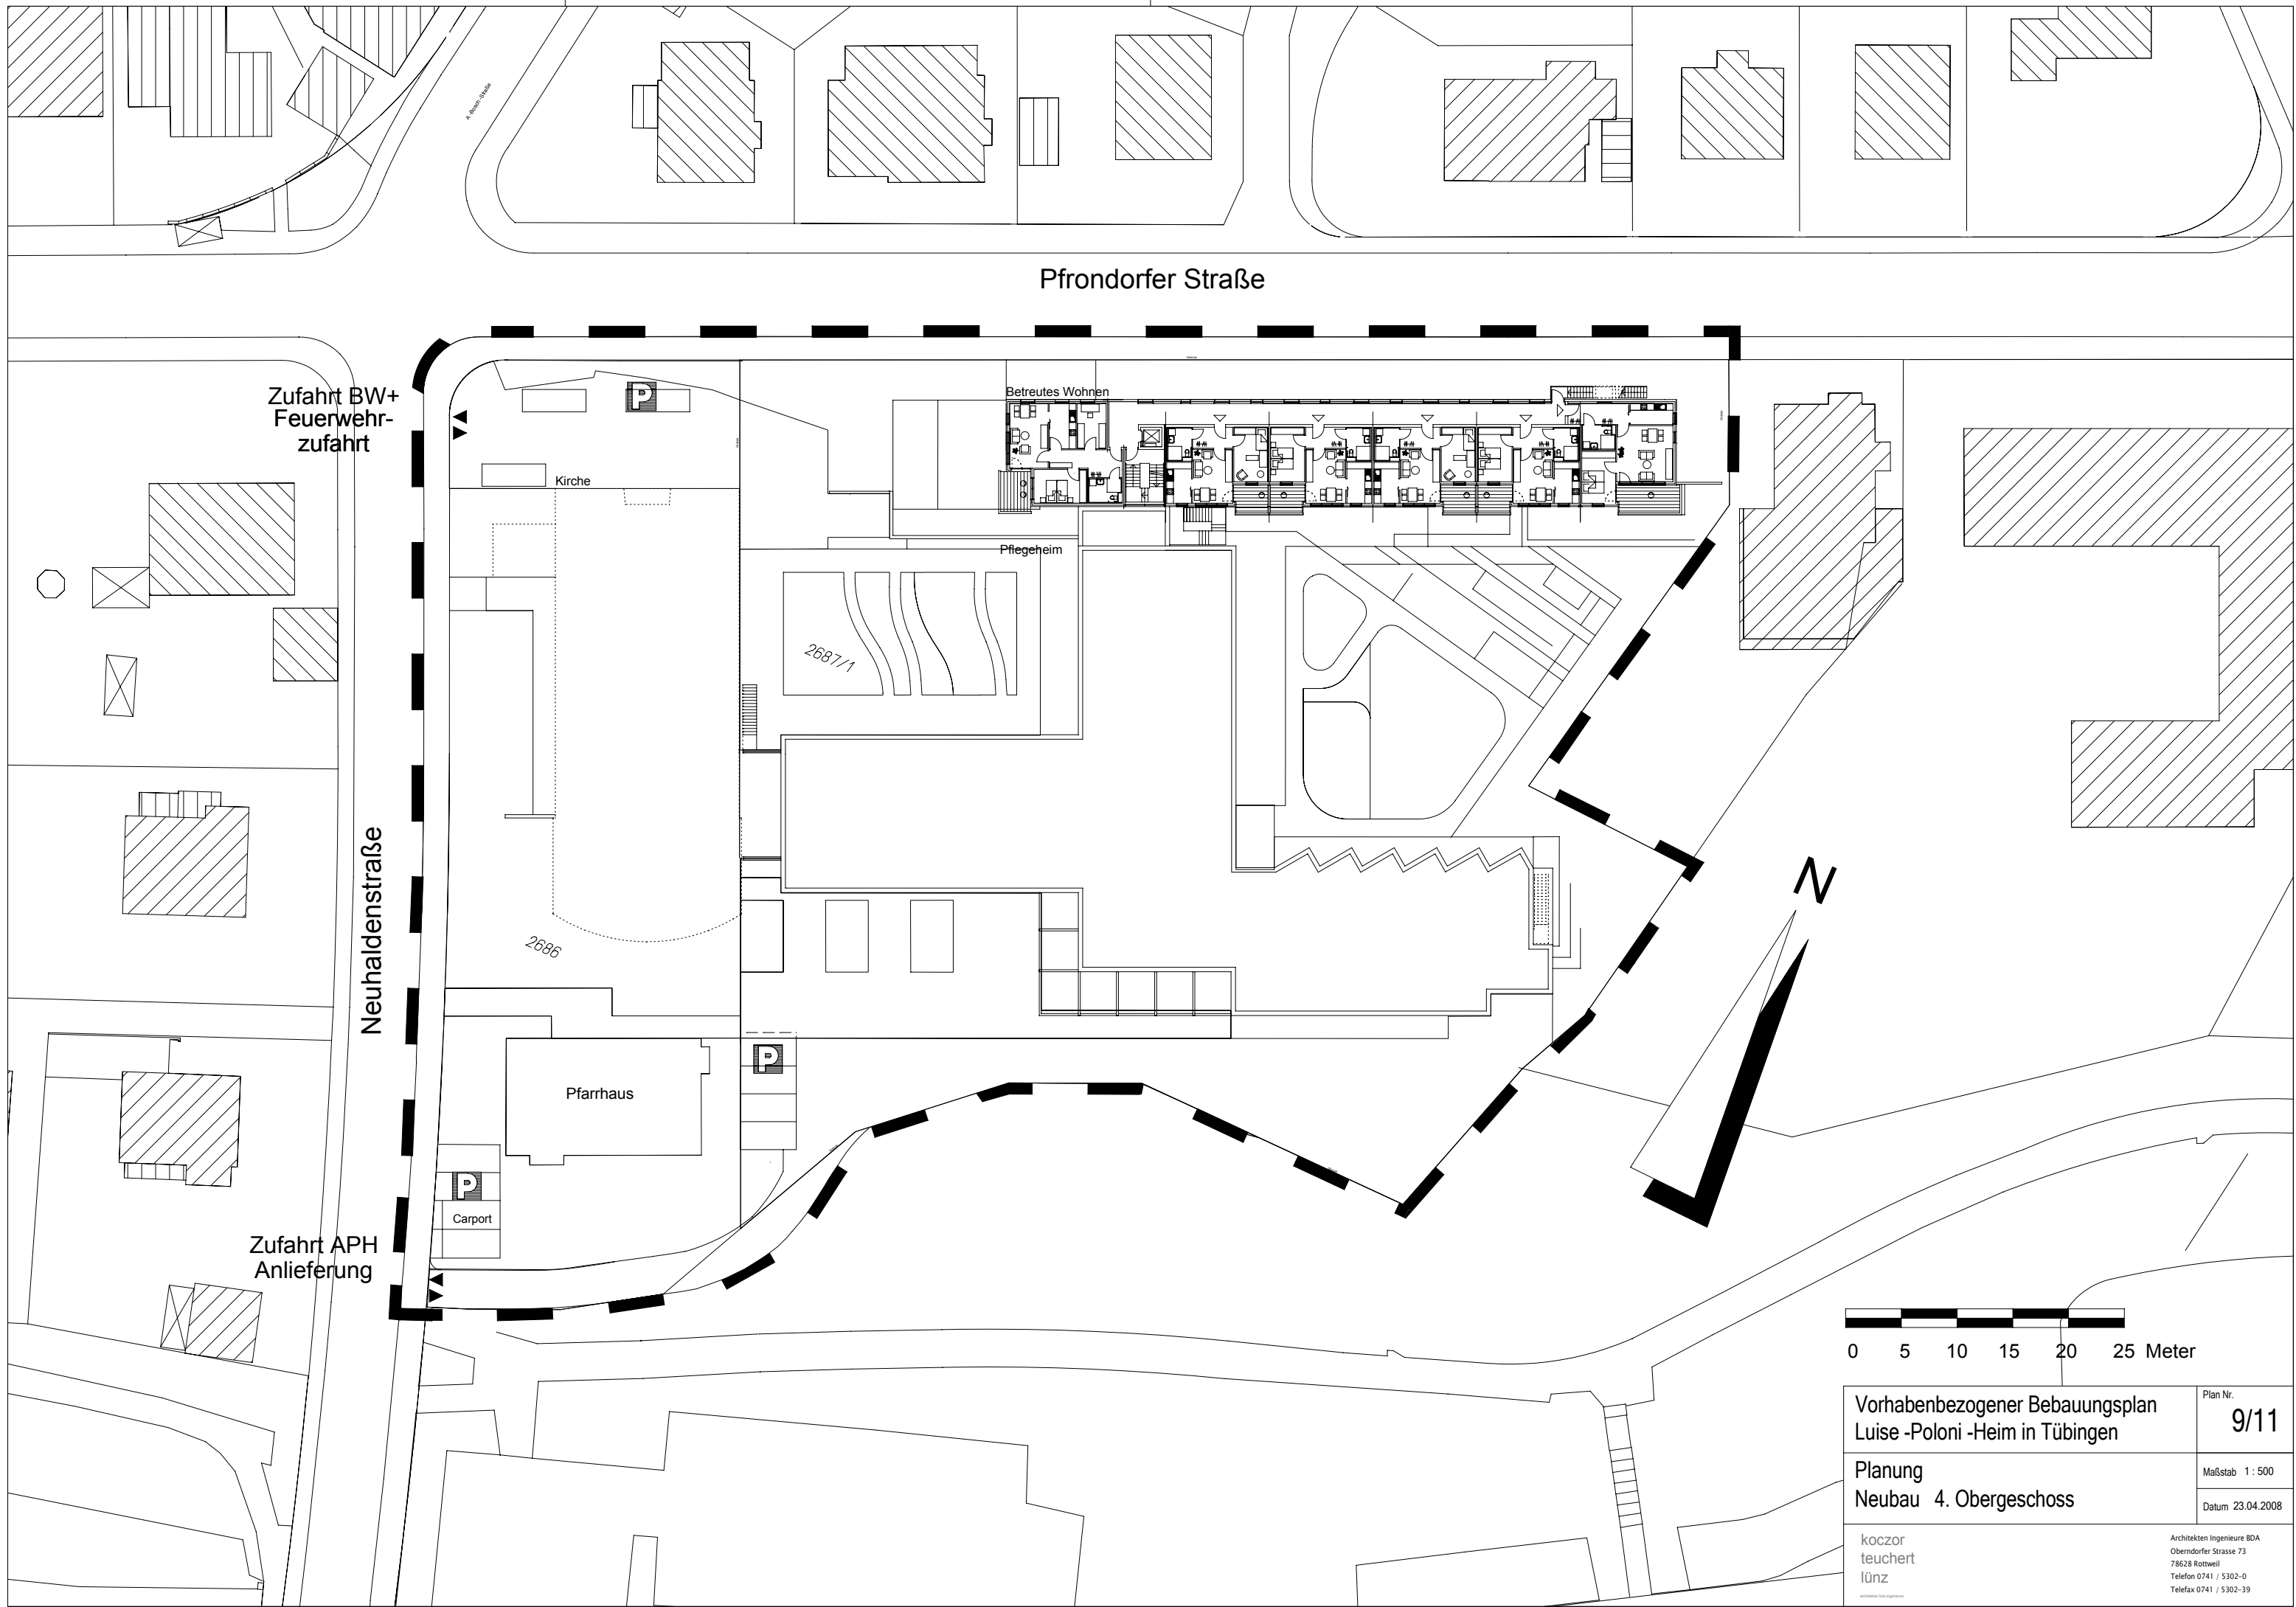 A.-Bosch-Straße
Pfrondorfer Straße
Zufahrt BW+
Feuerwehr-
zufahrt
P
Betreutes Wohnen
Kirche
Pflegeheim
2687/1
Neuhaldenstraße
2686
N
P
Pfarrhaus
P
Carport
Zufahrt APH
Anlieferung
0 5 10 15 20 25 Meter
Vorhabenbezogener Bebauungsplan
Luise -Poloni -Heim in Tübingen
Plan Nr.
9/11
Planung
Neubau 4. Obergeschoss
Maßstab 1 : 500
Datum 23.04.2008
koczor
teuchert
lünz
Architekten Ingenieure BDA
Oberndorfer Strasse 73
78628 Rottweil
Telefon 0741 / 5302-0
Telefax 0741 / 5302-39